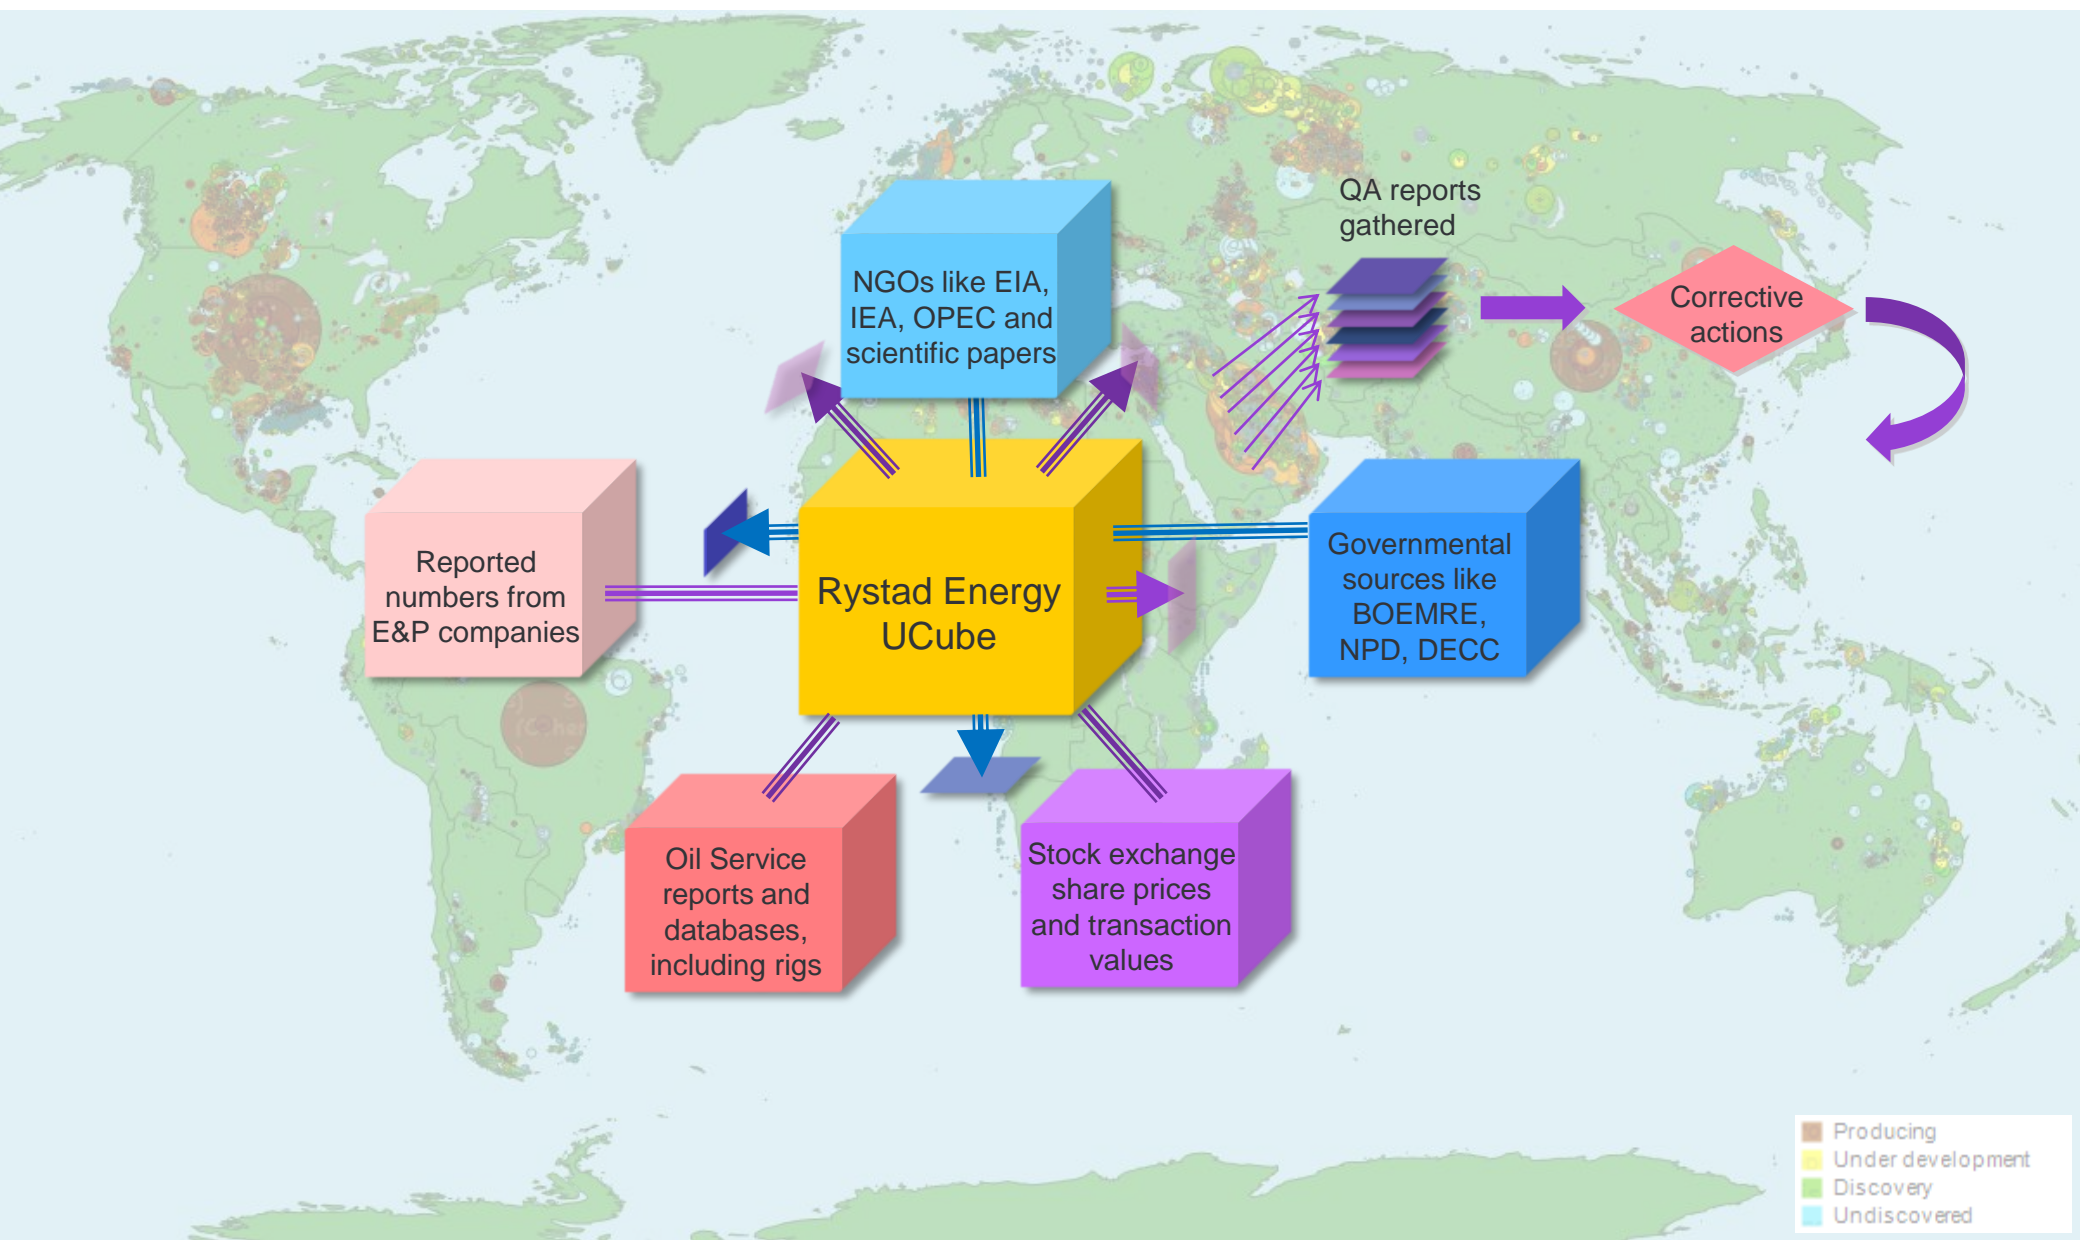 QA reports
gathered
NGOs like EIA,
IEA, OPEC and
scientific papers
Corrective
actions
Reported
numbers from
E&P companies
Rystad Energy
UCube
Governmental
sources like
BOEMRE,
NPD, DECC
Oil Service
reports and
databases,
including rigs
Stock exchange
share prices
and transaction
values
Producing
Under development
Discovery
Undiscovered